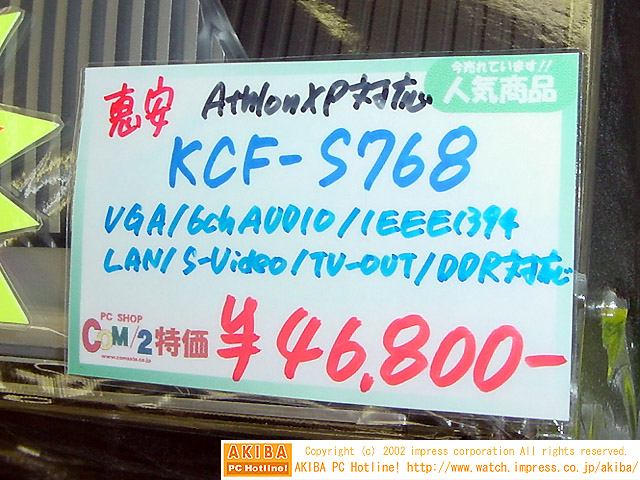 今売れています!!
人気商品
恵安 AthlonXP対応
KCF-S768
VGA/6chAUDIO/IEEE1394
LAN/S-Video/TV-OUT/DDR対応
PC SHOP
COM/2 特価 ¥46,800-
www.comsate.co.jp
AKIBA
PC Hotline!
Copyright (c) 2002 impress corporation All rights reserved.
AKIBA PC Hotline! http://www.watch.impress.co.jp/akiba/